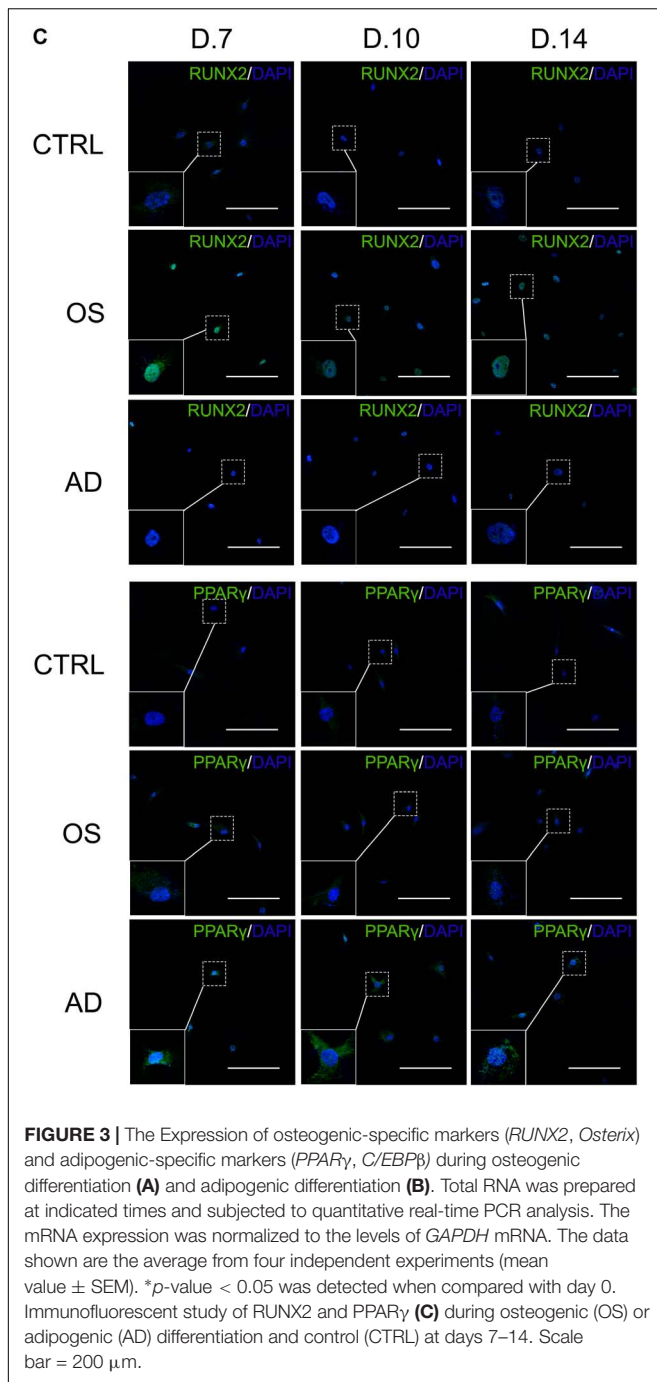 C
D.7 D.10 D.14
CTRL
RUNX2/DAPI RUNX2/DAPI RUNX2/DAPI
OS
RUNX2/DAPI RUNX2/DAPI RUNX2/DAPI
AD
RUNX2/DAPI RUNX2/DAPI RUNX2/DAPI
CTRL
PPARγ/DAPI PPARγ/DAPI PPARγ/DAPI
OS
PPARγ/DAPI PPARγ/DAPI PPARγ/DAPI
AD
PPARγ/DAPI PPARγ/DAPI PPARγ/DAPI
FIGURE 3 | The Expression of osteogenic-specific markers (RUNX2, Osterix)
and adipogenic-specific markers (PPARγ, C/EBPβ) during osteogenic
differentiation (A) and adipogenic differentiation (B). Total RNA was prepared
at indicated times and subjected to quantitative real-time PCR analysis. The
mRNA expression was normalized to the levels of GAPDH mRNA. The data
shown are the average from four independent experiments (mean
value ± SEM). *p-value < 0.05 was detected when compared with day 0.
Immunofluorescent study of RUNX2 and PPARγ (C) during osteogenic (OS) or
adipogenic (AD) differentiation and control (CTRL) at days 7–14. Scale
bar = 200 μm.